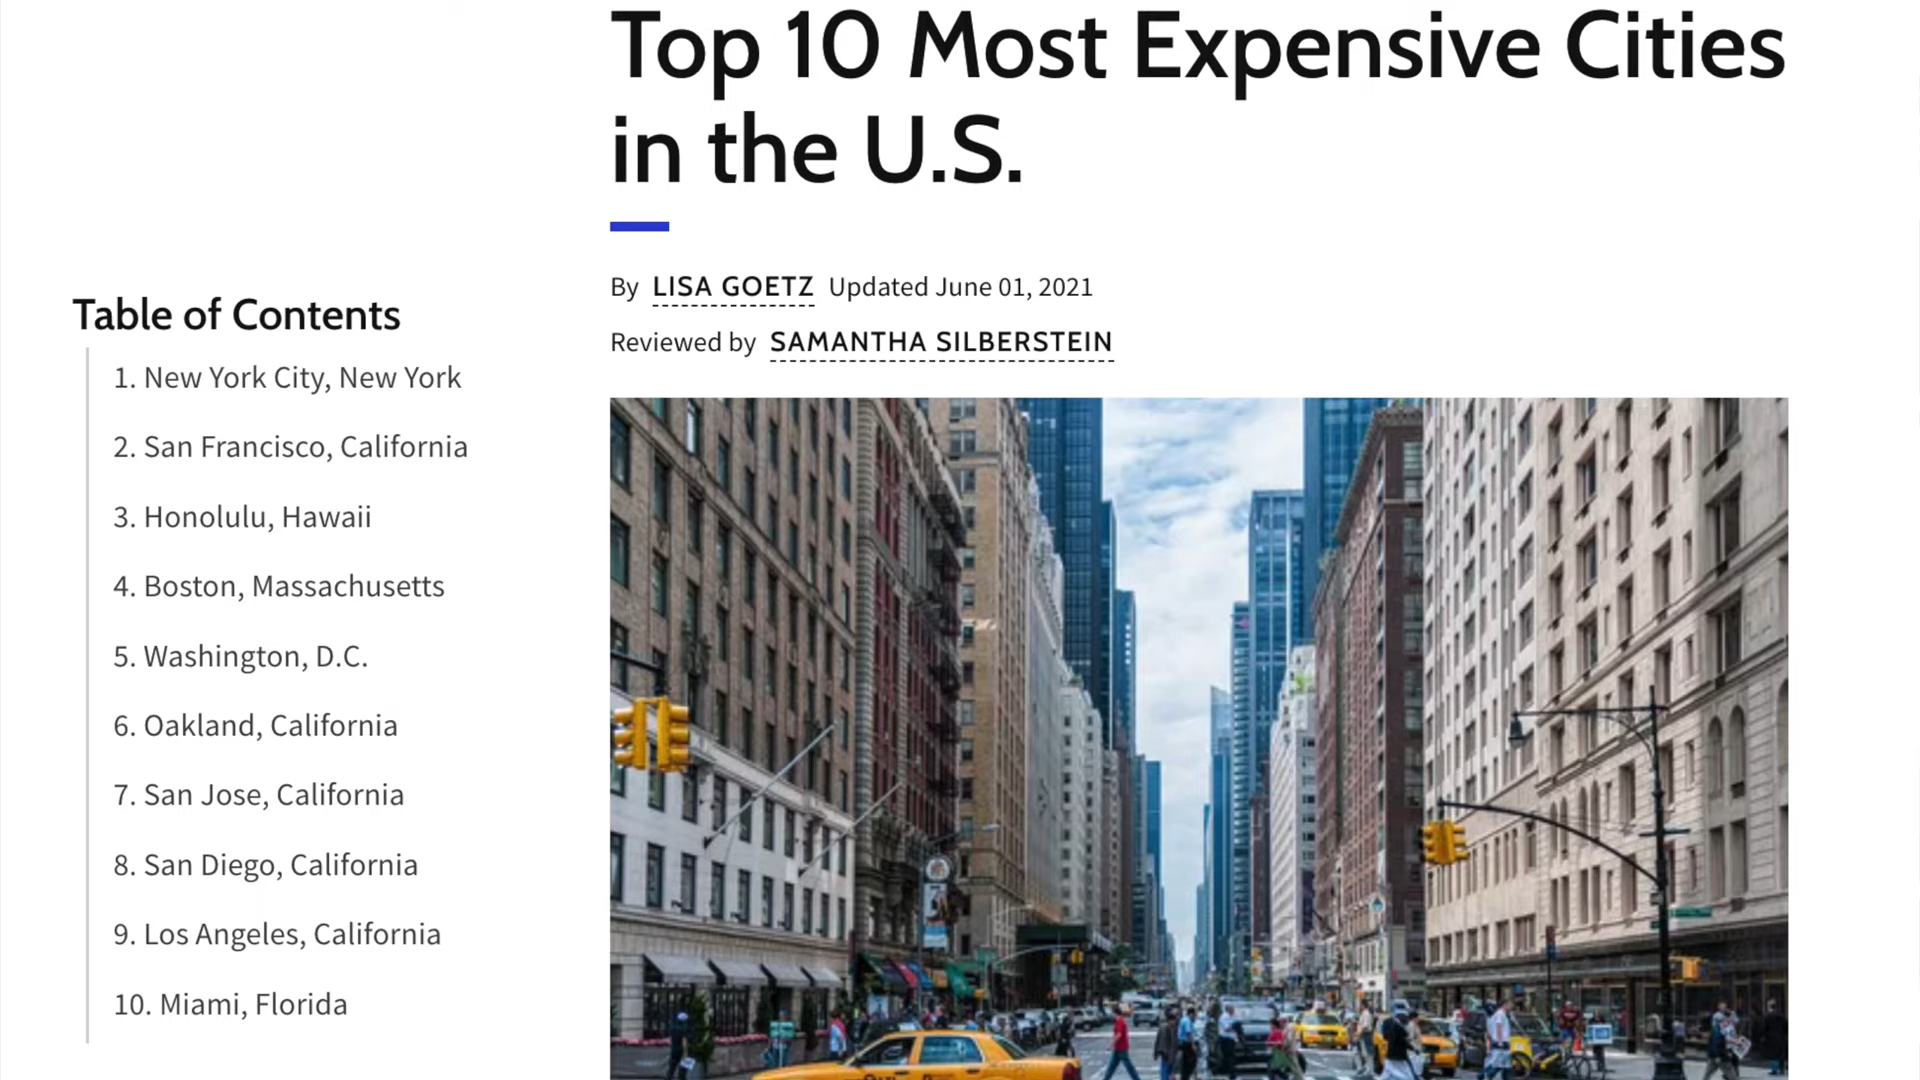 Top 10 Most Expensive Cities
in the U.S.
By LISA GOETZ Updated June 01, 2021
Reviewed by SAMANTHA SILBERSTEIN
Table of Contents
1. New York City, New York
2. San Francisco, California
3. Honolulu, Hawaii
4. Boston, Massachusetts
5. Washington, D.C.
6. Oakland, California
7. San Jose, California
8. San Diego, California
9. Los Angeles, California
10. Miami, Florida